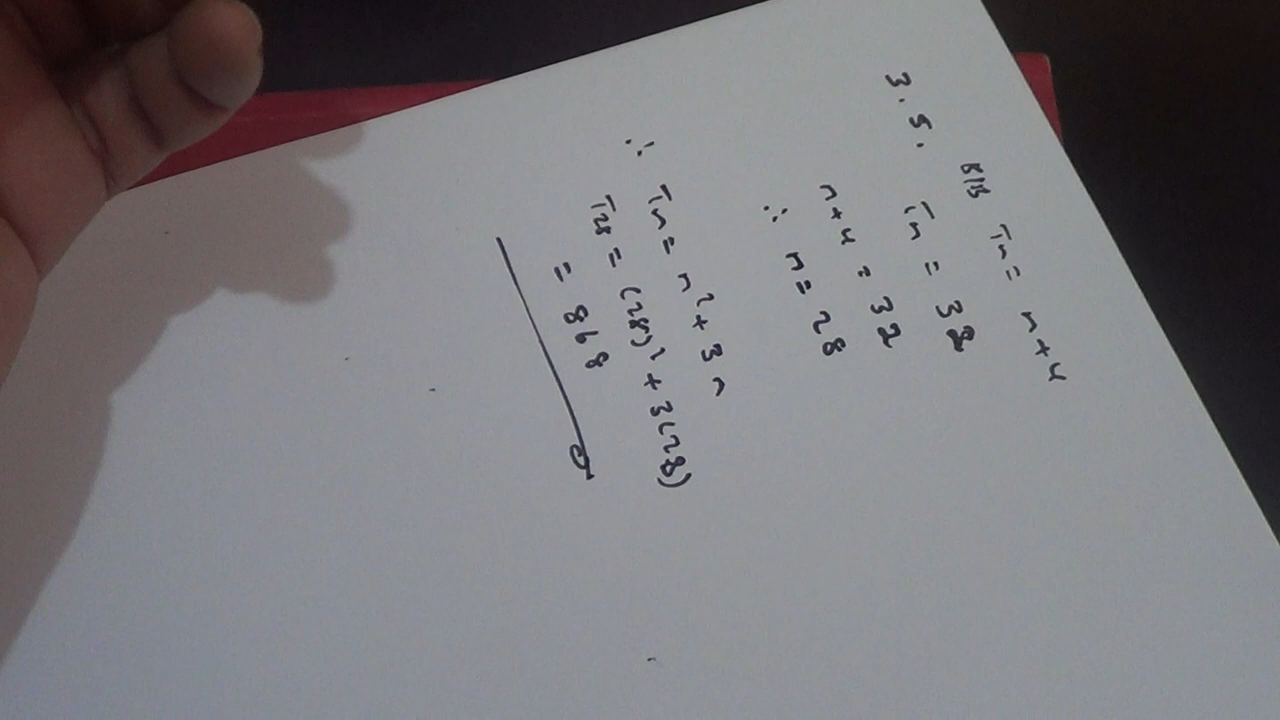 3.5. B/B Tn = n+4
Tn = 32
n+4 = 32
∴ n = 28
∴ Tn = n²+3n
T28 = (28)²+3(28)
= 868